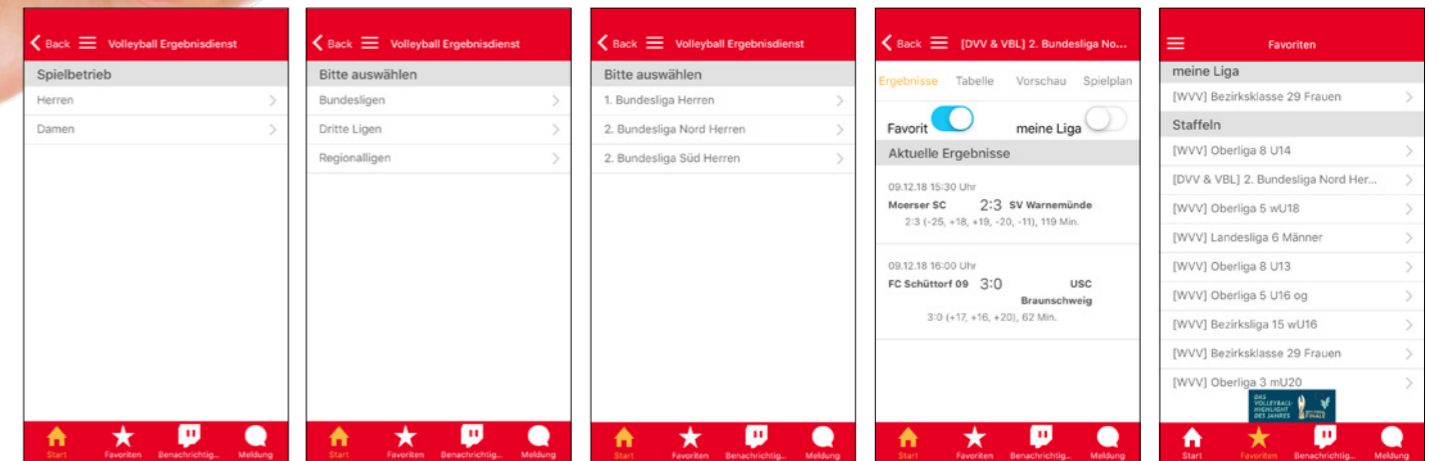 Back Volleyball Ergebnisdienst
Spielbetrieb
Herren
Damen
Start Favoriten Benachrichtig... Meldung
Back Volleyball Ergebnisdienst
Bitte auswählen
Bundesligen
Dritte Ligen
Regionalligen
Start Favoriten Benachrichtig... Meldung
Back Volleyball Ergebnisdienst
Bitte auswählen
1. Bundesliga Herren
2. Bundesliga Nord Herren
2. Bundesliga Süd Herren
Start Favoriten Benachrichtig... Meldung
Back [DVV & VBL] 2. Bundesliga No...
Ergebnisse Tabelle Vorschau Spielplan
Favorit meine Liga
Aktuelle Ergebnisse
09.12.18 15:30 Uhr
Moerser SC 2:3 SV Warnemünde
2:3 (-25, +18, +19, -20, -11), 119 Min.
09.12.18 16:00 Uhr
FC Schüttorf 09 3:0 USC
Braunschweig
3:0 (+17, +16, +20), 62 Min.
Start Favoriten Benachrichtig... Meldung
Favoriten
meine Liga
[WVV] Bezirksklasse 29 Frauen
Staffeln
[WVV] Oberliga 8 U14
[DVV & VBL] 2. Bundesliga Nord Her...
[WVV] Oberliga 5 wU18
[WVV] Landesliga 6 Männer
[WVV] Oberliga 8 U13
[WVV] Oberliga 5 U16 og
[WVV] Bezirksliga 15 wU16
[WVV] Bezirksklasse 29 Frauen
[WVV] Oberliga 3 mU20
DAS
VOLLEYBALL-
HIGHLIGHT
DES JAHRES
FINALE
Start Favoriten Benachrichtig... Meldung